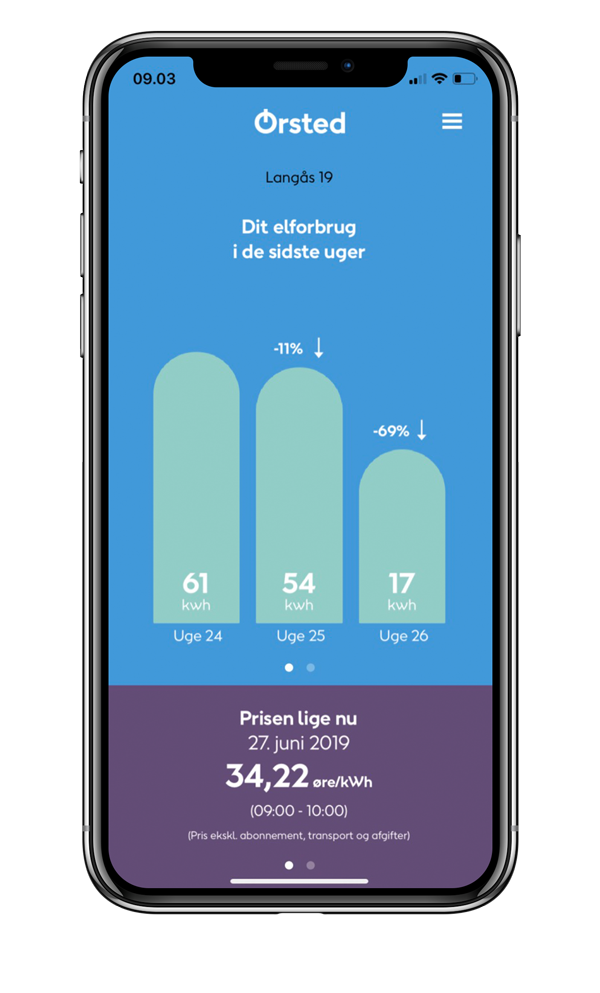 09.03
Ørsted
Langås 19
Dit elforbrug
i de sidste uger
-11% ↓
-69% ↓
61
kwh
54
kwh
17
kwh
Uge 24
Uge 25
Uge 26
Prisen lige nu
27. juni 2019
34,22 øre/kWh
(09:00 - 10:00)
(Pris ekskl. abonnement, transport og afgifter)